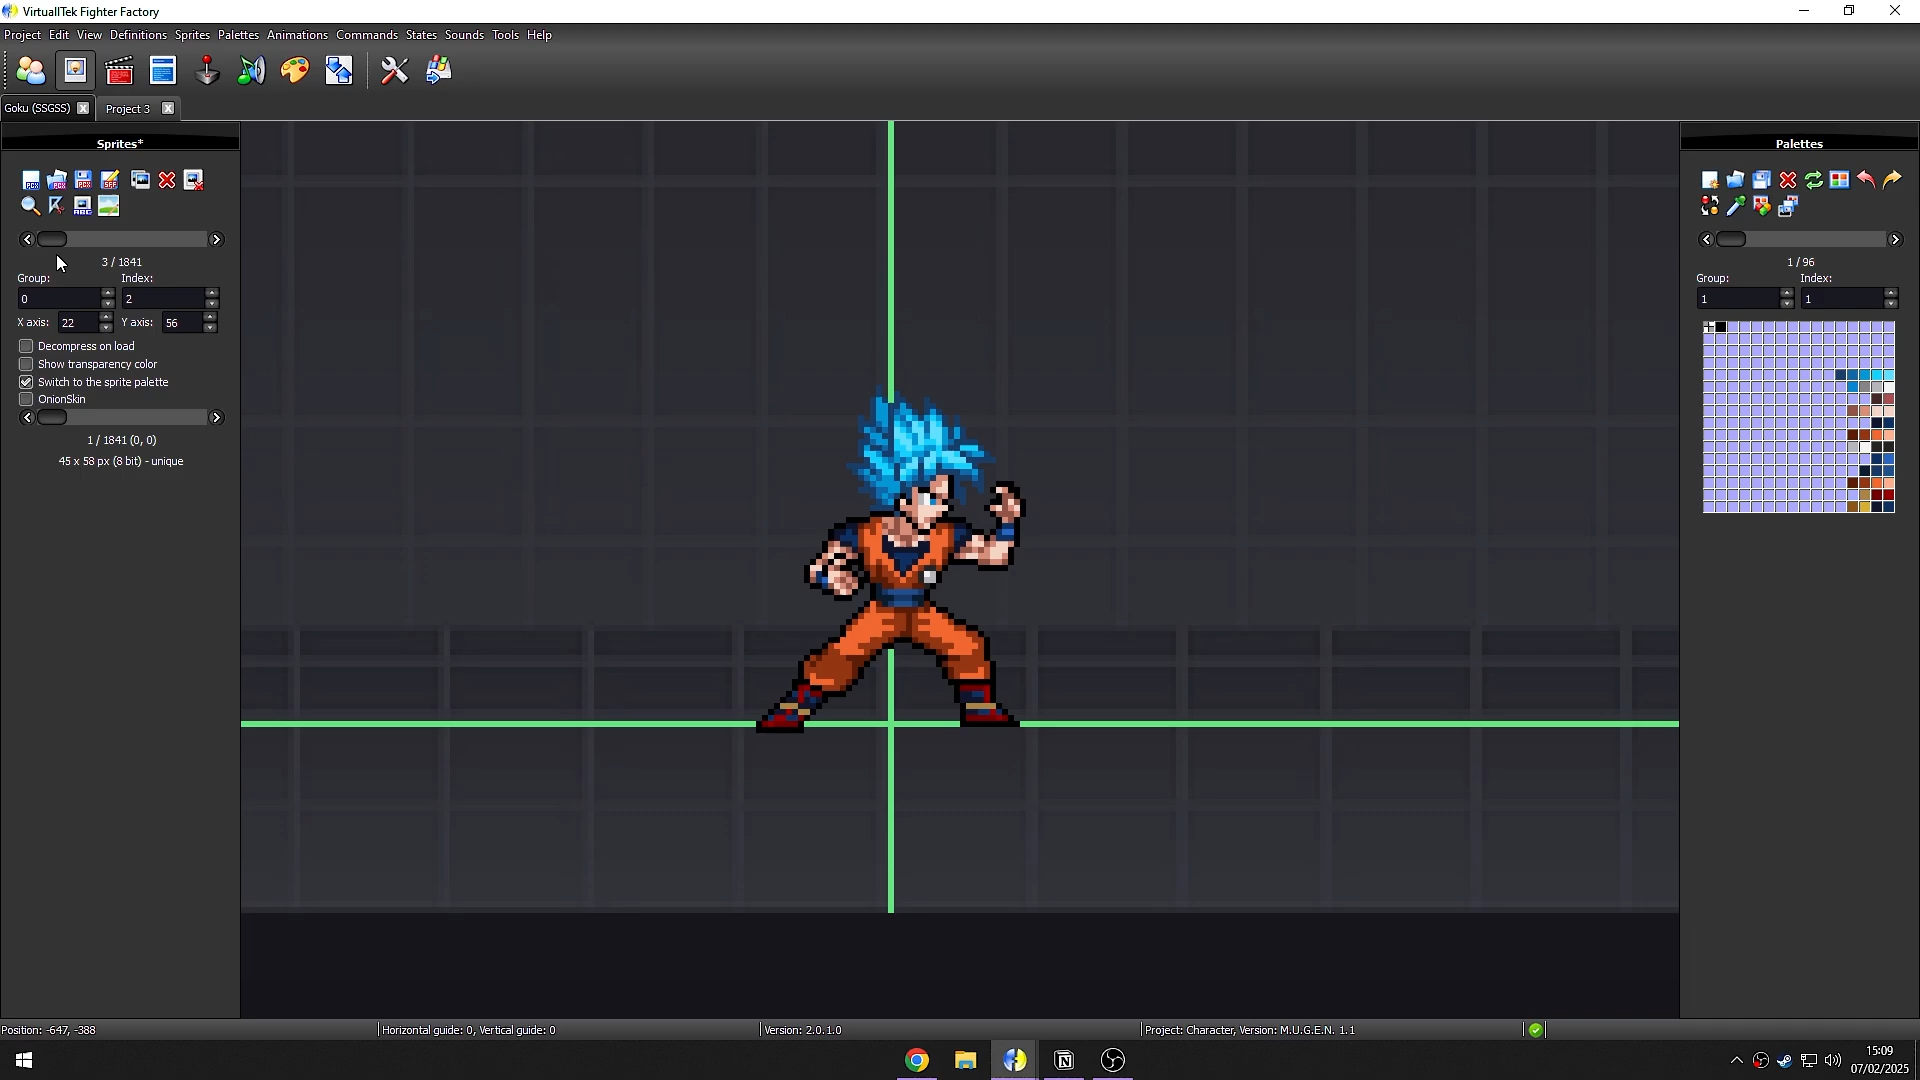 VirtuallTek Fighter Factory
Project Edit View Definitions Sprites Palettes Animations Commands States Sounds Tools Help
Goku (SSGSS) Project 3
Sprites*
3 / 1841
Group: Index:
0 2
X axis: 22 Y axis: 56
Decompress on load
Show transparency color
Switch to the sprite palette
OnionSkin
1 / 1841 (0, 0)
45 x 58 px (8 bit) - unique
Palettes
1 / 96
Group: Index:
1 1
Position: -647, -388 Horizontal guide: 0, Vertical guide: 0 Version: 2.0.1.0 Project: Character, Version: M.U.G.E.N. 1.1
15:09
07/02/2025